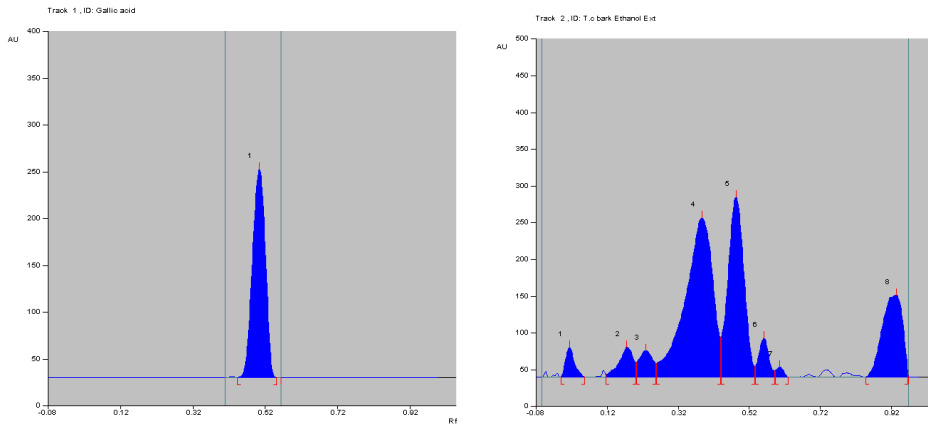 Track 1 , ID: Gallic acid
AU
400
350
300
250
200
150
100
50
0
-0.08 0.12 0.32 0.52 0.72 0.92
Rf
1
Track 2 , ID: T.c bark Ethanol Ext
AU
500
450
400
350
300
250
200
150
100
50
0
-0.08 0.12 0.32 0.52 0.72 0.92
1 2 3 4 5 6 7 8